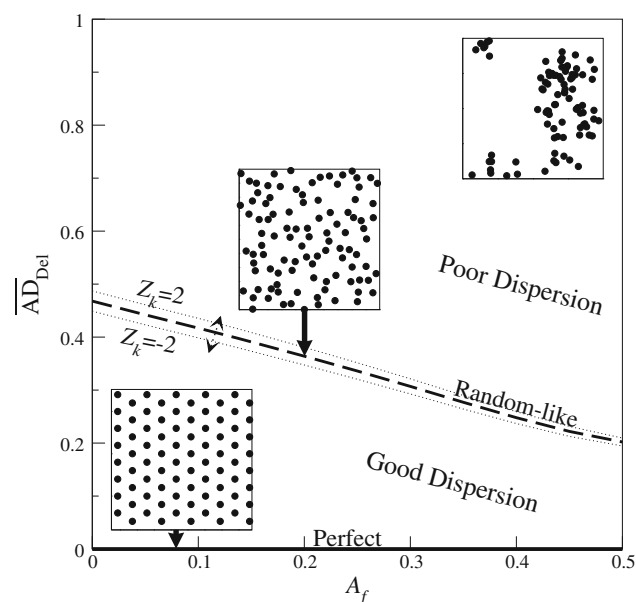 1
0.8
0.6
0.4
0.2
0
AD_Del
Z_k=2
Z_k=-2
Poor Dispersion
Random-like
Good Dispersion
Perfect
0 0.1 0.2 0.3 0.4 0.5
A_f